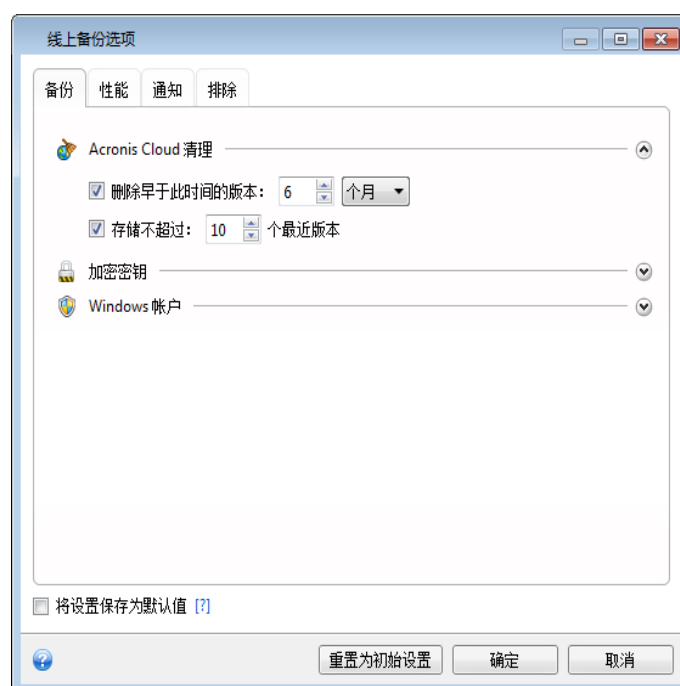 线上备份选项
备份 性能 通知 排除
Acronis Cloud 清理
删除早于此时间的版本: 6 个月
存储不超过: 10 个最近版本
加密密钥
Windows 帐户
将设置保存为默认值 [?]
重置为初始设置 确定 取消